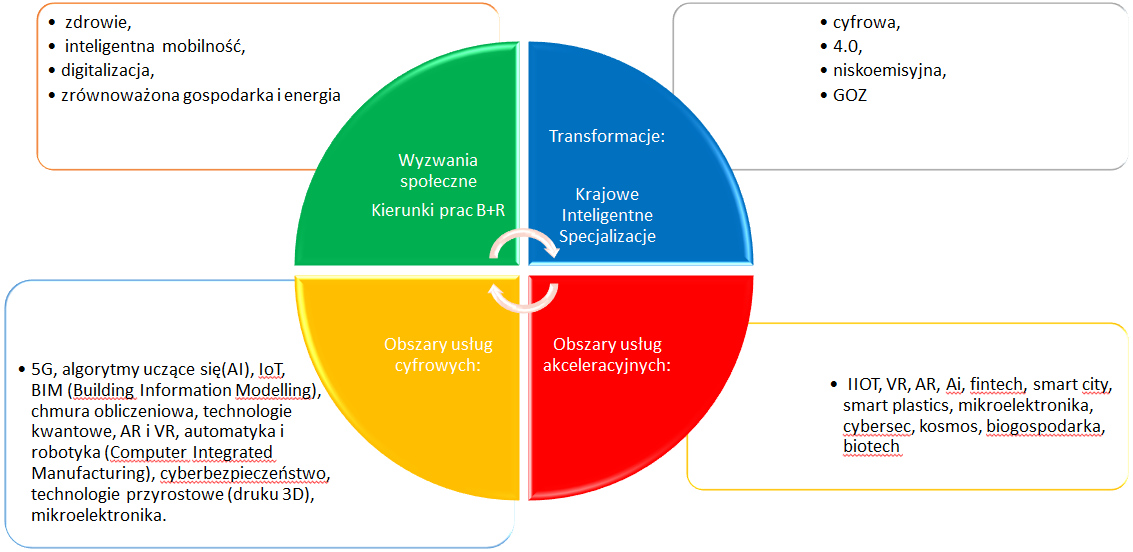 • zdrowie,
• inteligentna mobilność,
• digitalizacja,
• zrównoważona gospodarka i energia
• cyfrowa,
• 4.0,
• niskoemisyjna,
• GOZ
Wyzwania
społeczne
Kierunki prac B+R
Transformacje:
Krajowe
Inteligentne
Specjalizacje
Obszary usług
cyfrowych:
Obszary usług
akceleracyjnych:
• 5G, algorytmy uczące się(AI), IoT,
BIM (Building Information Modelling),
chmura obliczeniowa, technologie
kwantowe, AR i VR, automatyka i
robotyka (Computer Integrated
Manufacturing), cyberbezpieczeństwo,
technologie przyrostowe (druku 3D),
mikroelektronika.
• IIOT, VR, AR, Ai, fintech, smart city,
smart plastics, mikroelektronika,
cybersec, kosmos, biogospodarka,
biotech